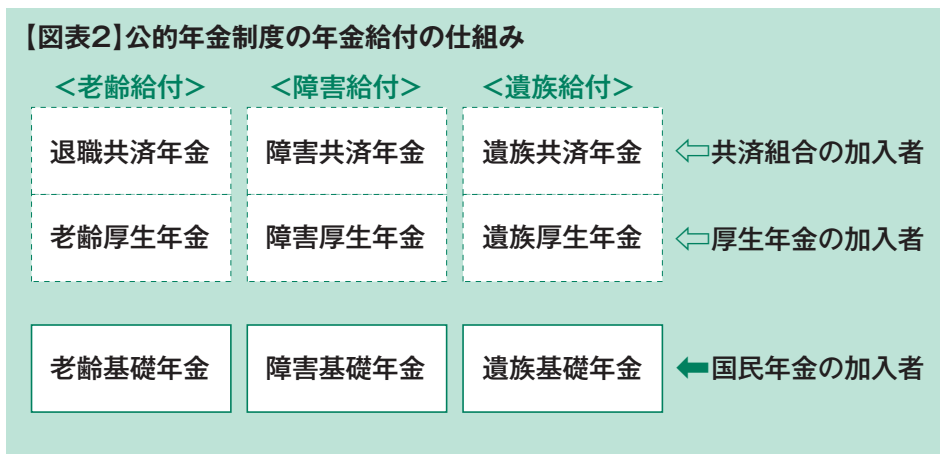 【図表2】公的年金制度の年金給付の仕組み
<老齢給付> <障害給付> <遺族給付>
退職共済年金 障害共済年金 遺族共済年金 ⇦共済組合の加入者
老齢厚生年金 障害厚生年金 遺族厚生年金 ⇦厚生年金の加入者
老齢基礎年金 障害基礎年金 遺族基礎年金 ⬅国民年金の加入者